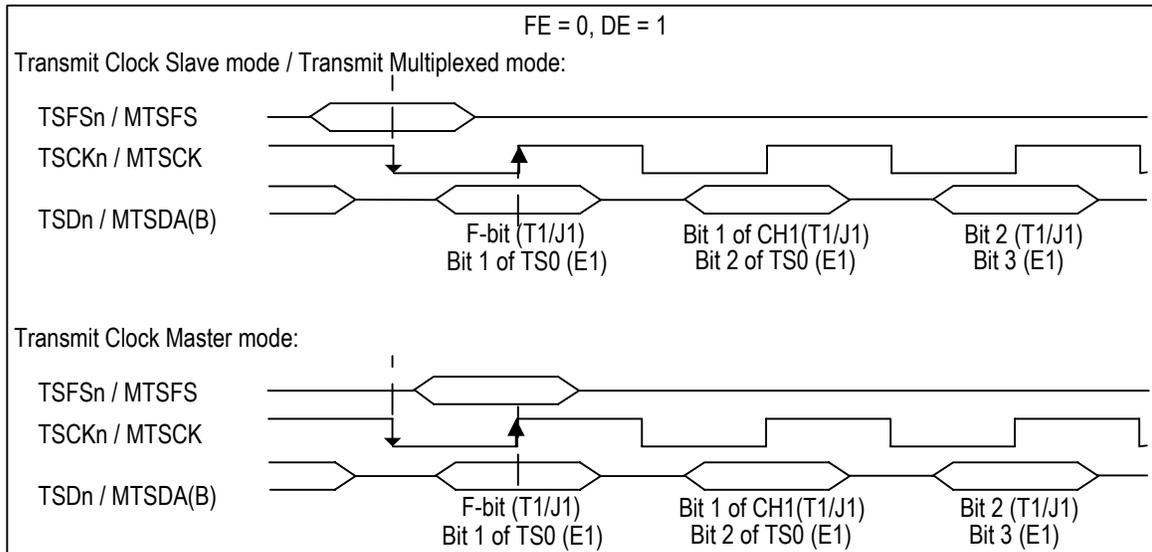 FE = 0, DE = 1
Transmit Clock Slave mode / Transmit Multiplexed mode:
TSFSn / MTSFS
TSCKn / MTSCK
TSDn / MTSDA(B)
F-bit (T1/J1)
Bit 1 of TS0 (E1)
Bit 1 of CH1(T1/J1)
Bit 2 of TS0 (E1)
Bit 2 (T1/J1)
Bit 3 (E1)
Transmit Clock Master mode:
TSFSn / MTSFS
TSCKn / MTSCK
TSDn / MTSDA(B)
F-bit (T1/J1)
Bit 1 of TS0 (E1)
Bit 1 of CH1(T1/J1)
Bit 2 of TS0 (E1)
Bit 2 (T1/J1)
Bit 3 (E1)